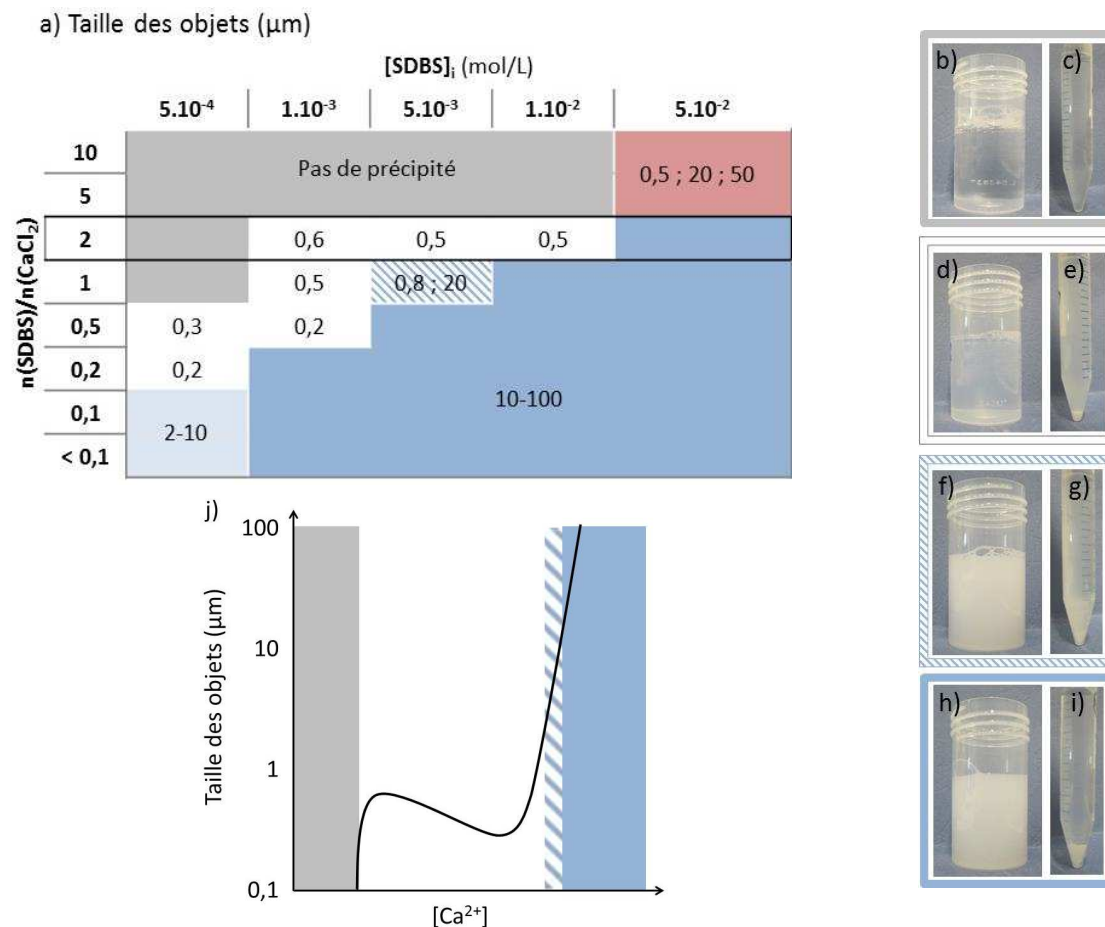 a) Taille des objets (µm)
[SDBS]i (mol/L)
5.10-4 1.10-3 5.10-3 1.10-2 5.10-2
n(SDBS)/n(CaCl2)
10
Pas de précipité
0,5 ; 20 ; 50
5
2 0,6 0,5 0,5
1 0,5 0,8 ; 20
0,5 0,3 0,2
0,2 0,2
10-100
0,1
2-10
< 0,1
b) c)
d) e)
f) g)
h) i)
j)
Taille des objets (µm)
100
10
1
0,1
[Ca2+]